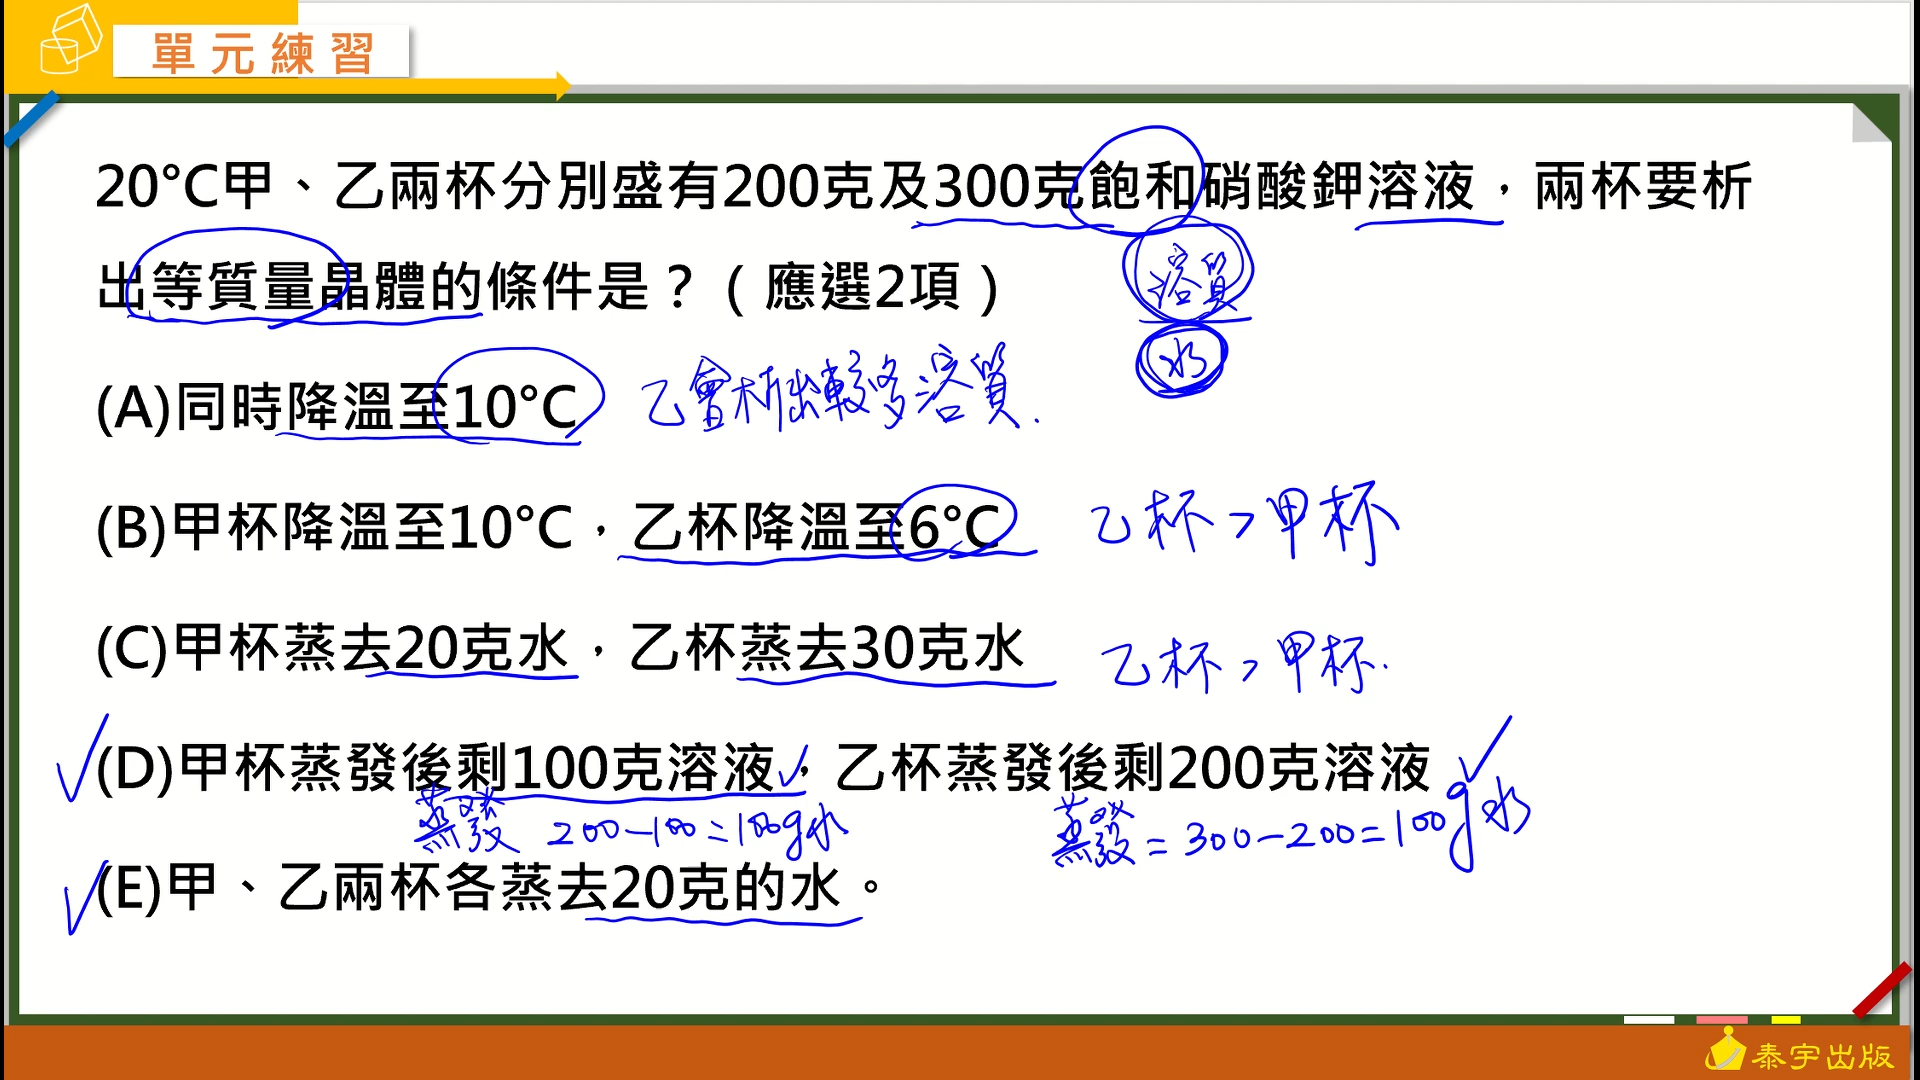 單元練習
20°C甲、乙兩杯分別盛有200克及300克飽和硝酸鉀溶液，兩杯要析
出等質量晶體的條件是？（應選2項）
溶質
水
(A)同時降溫至10°C 乙會析出較多溶質.
(B)甲杯降溫至10°C，乙杯降溫至6°C 乙杯>甲杯
(C)甲杯蒸去20克水，乙杯蒸去30克水 乙杯>甲杯.
(D)甲杯蒸發後剩100克溶液，乙杯蒸發後剩200克溶液
蒸發 200-100=100g水 蒸發=300-200=100g水
(E)甲、乙兩杯各蒸去20克的水。
泰宇出版